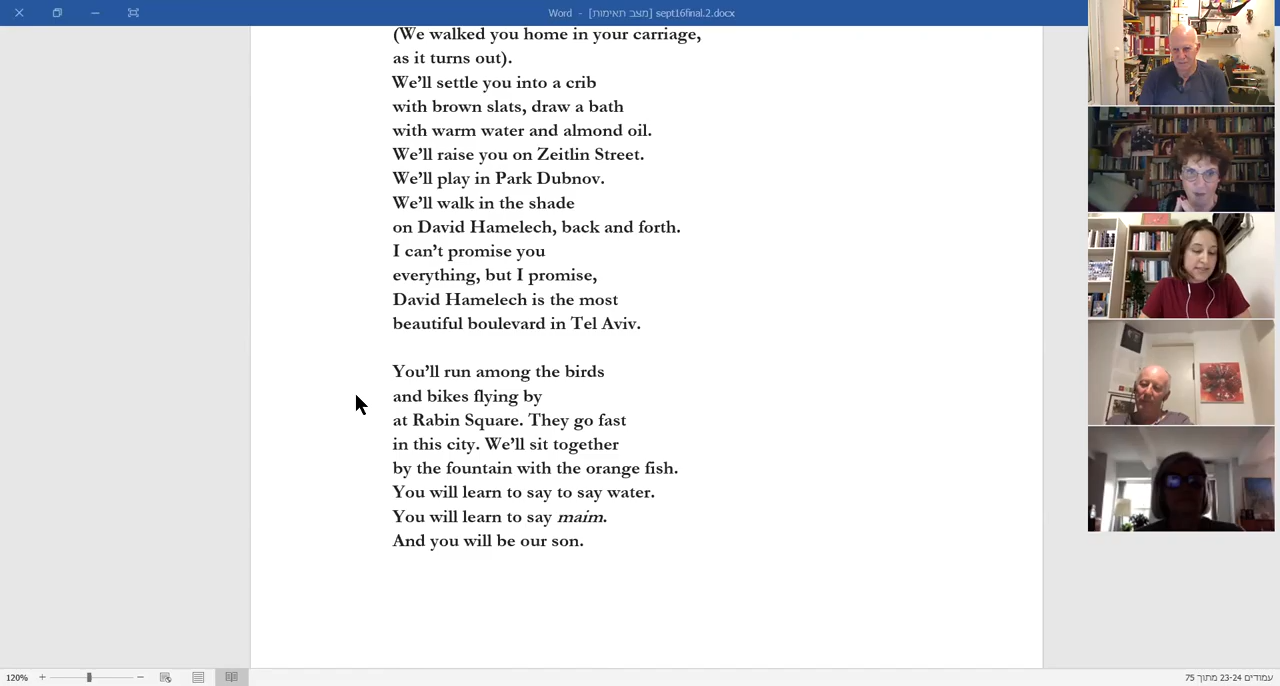 Word - [מצב תאימות] sept16final.2.docx
(We walked you home in your carriage,
as it turns out).
We’ll settle you into a crib
with brown slats, draw a bath
with warm water and almond oil.
We’ll raise you on Zeitlin Street.
We’ll play in Park Dubnov.
We’ll walk in the shade
on David Hamelech, back and forth.
I can’t promise you
everything, but I promise,
David Hamelech is the most
beautiful boulevard in Tel Aviv.
You’ll run among the birds
and bikes flying by
at Rabin Square. They go fast
in this city. We’ll sit together
by the fountain with the orange fish.
You will learn to say to say water.
You will learn to say maim.
And you will be our son.
120%
עמודים 23-24 מתוך 75